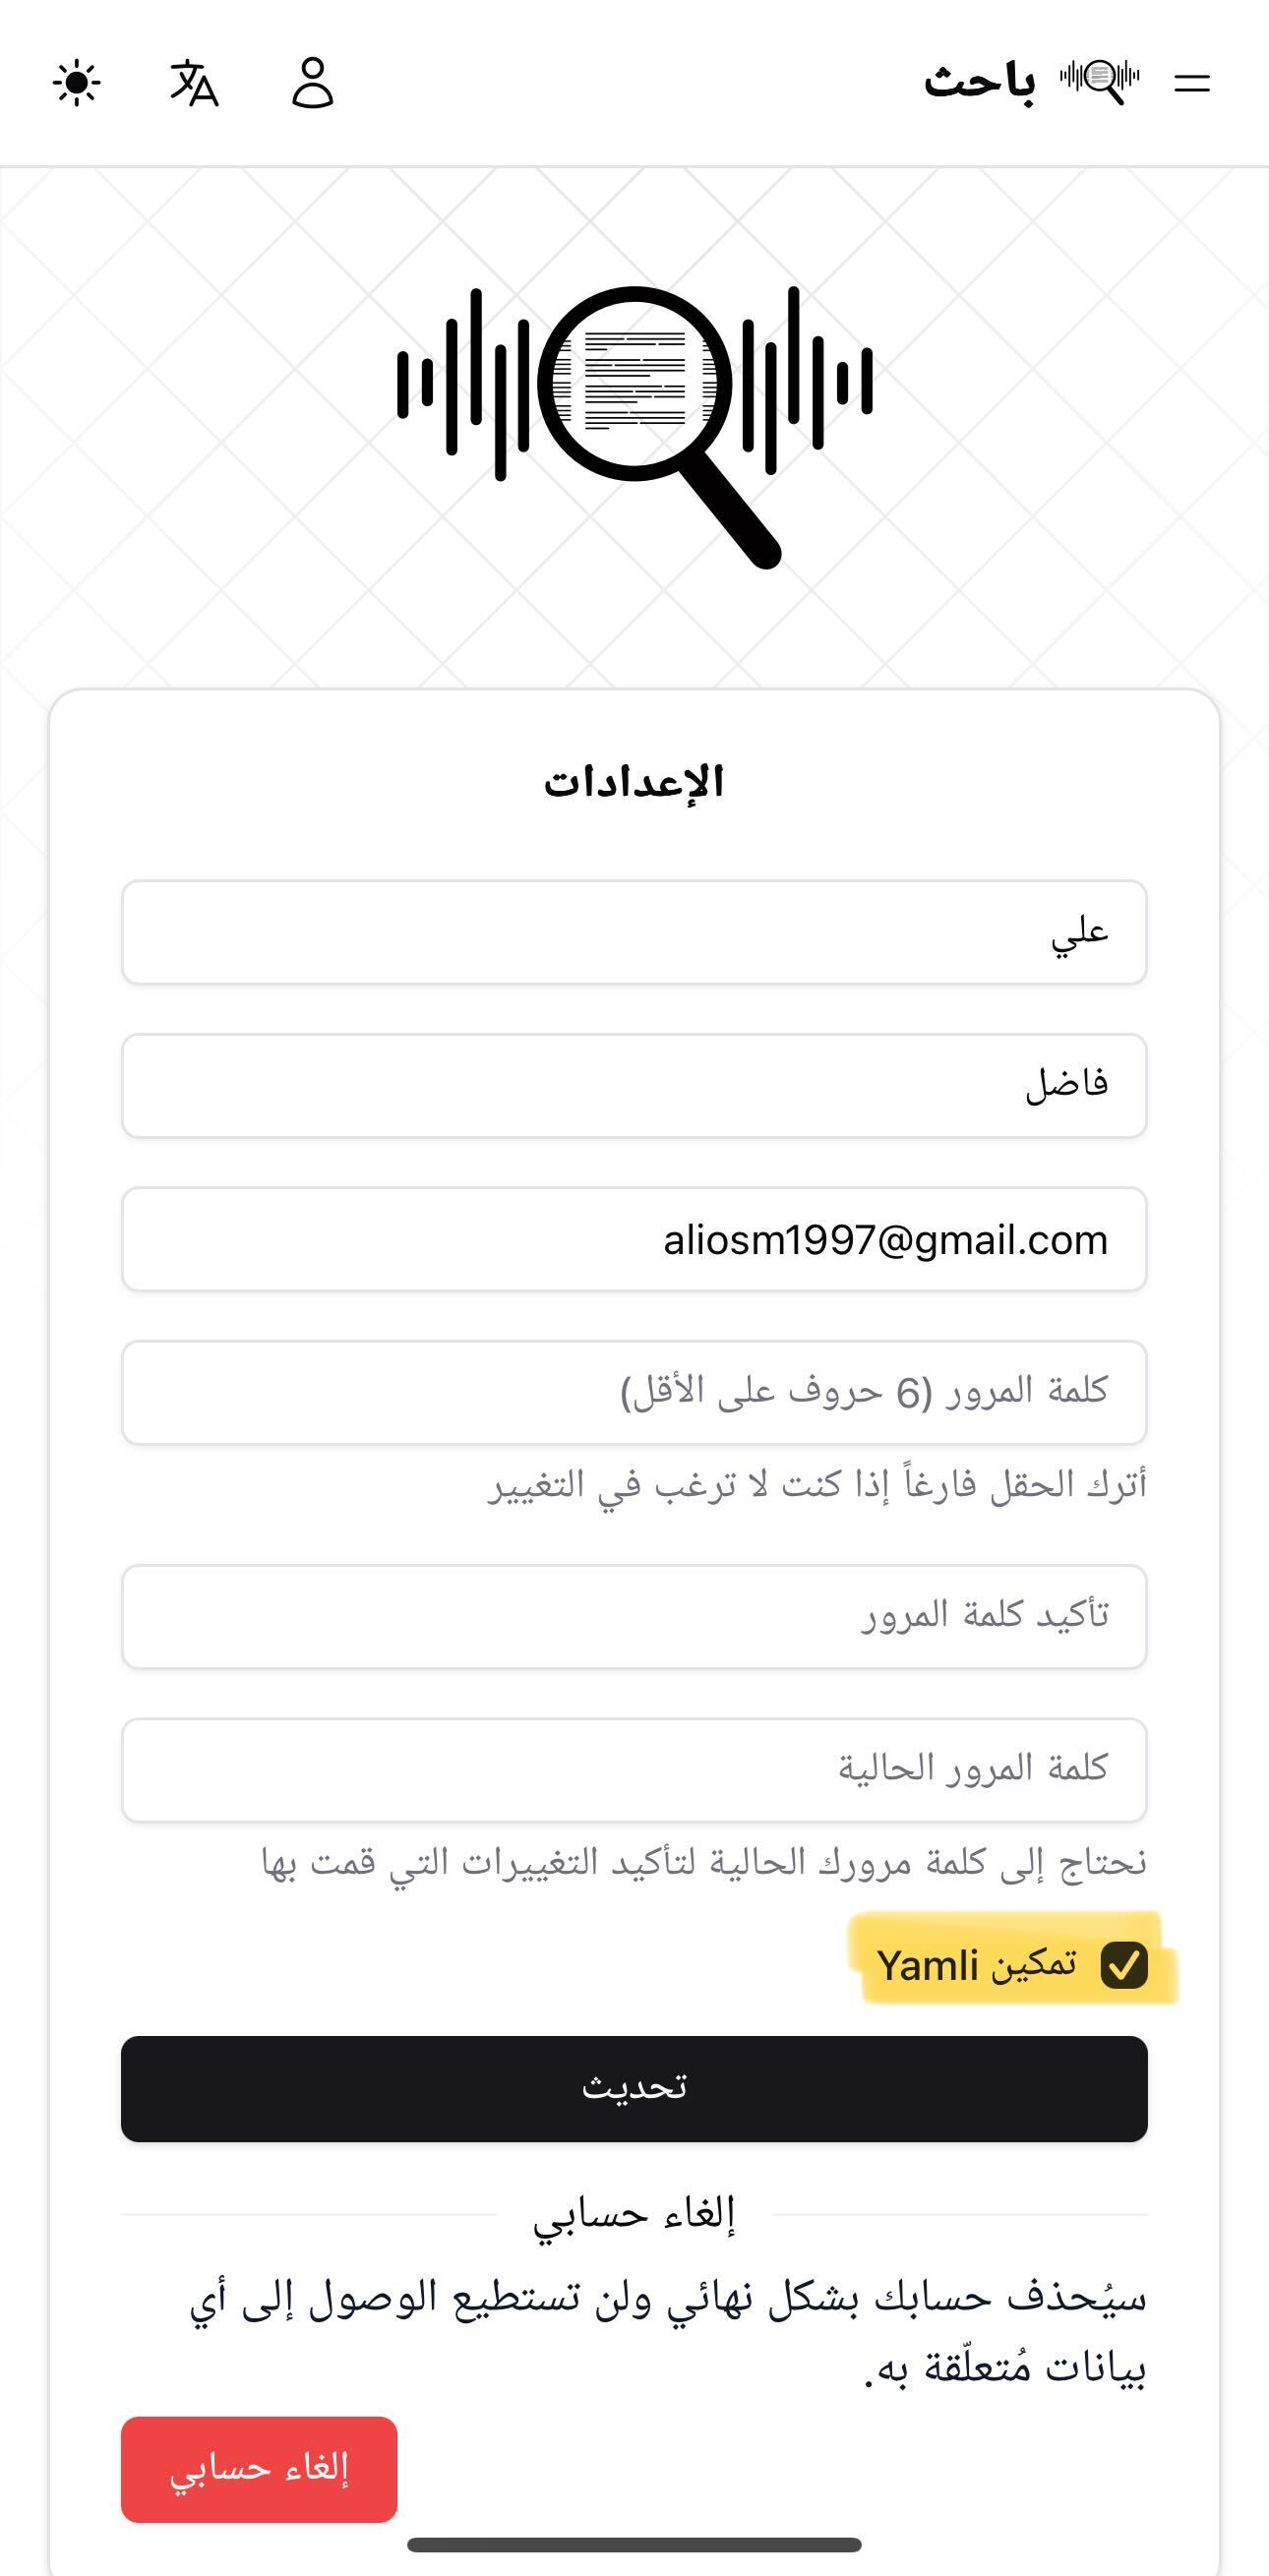 باحث
الإعدادات
علي
فاضل
aliosm1997@gmail.com
كلمة المرور (6 حروف على الأقل)
أترك الحقل فارغاً إذا كنت لا ترغب في التغيير
تأكيد كلمة المرور
كلمة المرور الحالية
نحتاج إلى كلمة مرورك الحالية لتأكيد التغييرات التي قمت بها
تمكين Yamli
تحديث
إلغاء حسابي
سيُحذف حسابك بشكل نهائي ولن تستطيع الوصول إلى أي
بيانات مُتعلّقة به.
إلغاء حسابي